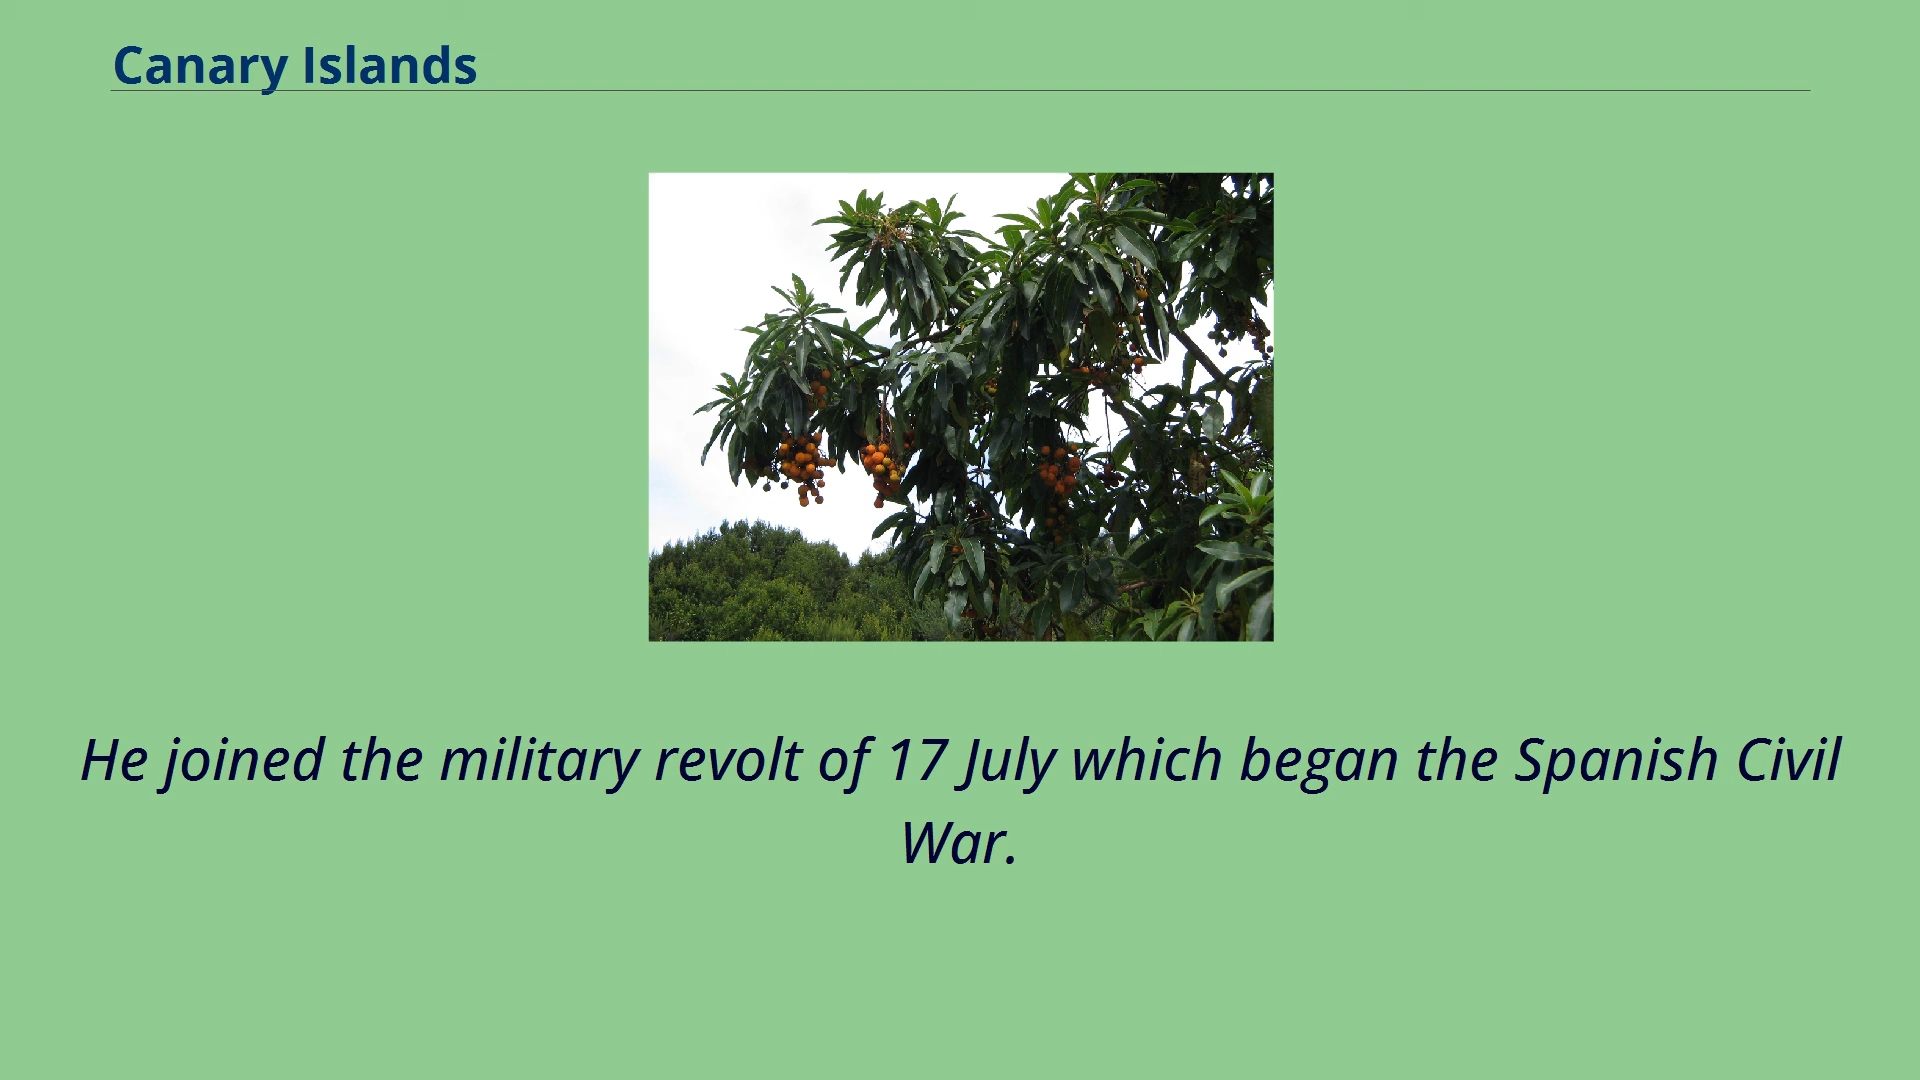 Canary Islands
He joined the military revolt of 17 July which began the Spanish Civil
War.